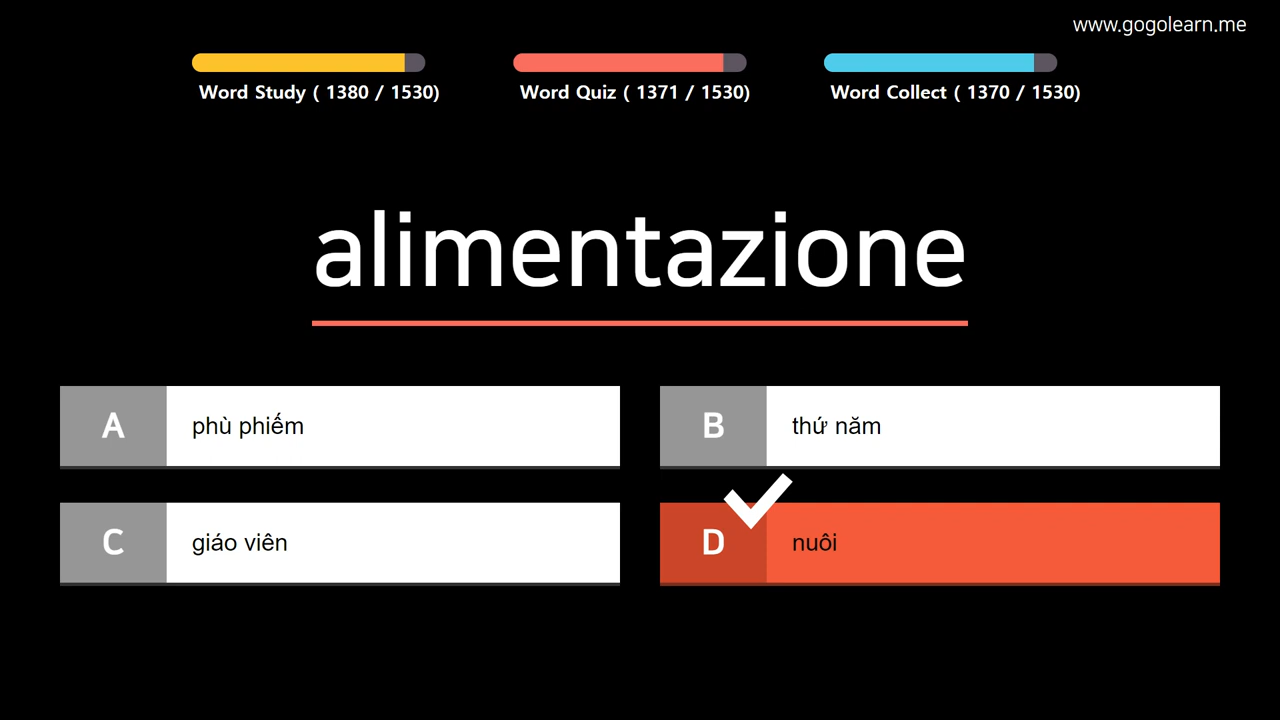 www.gogolearn.me
Word Study ( 1380 / 1530)
Word Quiz ( 1371 / 1530)
Word Collect ( 1370 / 1530)
alimentazione
A phù phiếm
B thứ năm
C giáo viên
D nuôi